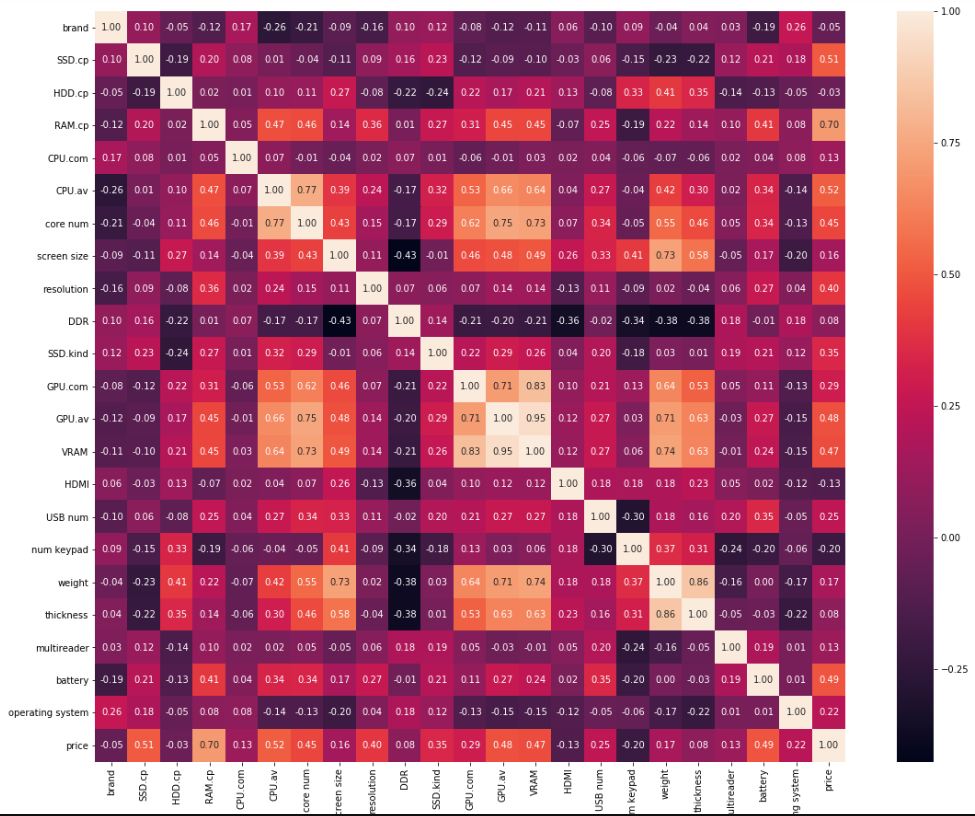 brand 1.00 0.10 -0.05 -0.12 0.17 -0.26 -0.21 -0.09 -0.16 0.10 0.12 -0.08 -0.12 -0.11 0.06 -0.10 0.09 -0.04 0.04 0.03 -0.19 0.26 -0.05
SSD.cp 0.10 1.00 -0.19 0.20 0.08 0.01 -0.04 -0.11 0.09 0.16 0.23 -0.12 -0.09 -0.10 -0.03 0.06 -0.15 -0.23 -0.22 0.12 0.21 0.18 0.51
HDD.cp -0.05 -0.19 1.00 0.02 0.01 0.10 0.11 0.27 -0.08 -0.22 -0.24 0.22 0.17 0.21 0.13 -0.08 0.33 0.41 0.35 -0.14 -0.13 -0.05 -0.03
RAM.cp -0.12 0.20 0.02 1.00 0.05 0.47 0.46 0.14 0.36 0.01 0.27 0.31 0.45 0.45 -0.07 0.25 -0.19 0.22 0.14 0.10 0.41 0.08 0.70
CPU.com 0.17 0.08 0.01 0.05 1.00 0.07 -0.01 -0.04 0.02 0.07 0.01 -0.06 -0.01 0.03 0.02 0.04 -0.06 -0.07 -0.06 0.02 0.04 0.08 0.13
CPU.av -0.26 0.01 0.10 0.47 0.07 1.00 0.77 0.39 0.24 -0.17 0.32 0.53 0.66 0.64 0.04 0.27 -0.04 0.42 0.30 0.02 0.34 -0.14 0.52
core num -0.21 -0.04 0.11 0.46 -0.01 0.77 1.00 0.43 0.15 -0.17 0.29 0.62 0.75 0.73 0.07 0.34 -0.05 0.55 0.46 0.05 0.34 -0.13 0.45
screen size -0.09 -0.11 0.27 0.14 -0.04 0.39 0.43 1.00 0.11 -0.43 -0.01 0.46 0.48 0.49 0.26 0.33 0.41 0.73 0.58 -0.05 0.17 -0.20 0.16
resolution -0.16 0.09 -0.08 0.36 0.02 0.24 0.15 0.11 1.00 0.07 0.06 0.07 0.14 0.14 -0.13 0.11 -0.09 0.02 -0.04 0.06 0.27 0.04 0.40
DDR 0.10 0.16 -0.22 0.01 0.07 -0.17 -0.17 -0.43 0.07 1.00 0.14 -0.21 -0.20 -0.21 -0.36 -0.02 -0.34 -0.38 -0.38 0.18 -0.01 0.18 0.08
SSD.kind 0.12 0.23 -0.24 0.27 0.01 0.32 0.29 -0.01 0.06 0.14 1.00 0.22 0.29 0.26 0.04 0.20 -0.18 0.03 0.01 0.19 0.21 0.12 0.35
GPU.com -0.08 -0.12 0.22 0.31 -0.06 0.53 0.62 0.46 0.07 -0.21 0.22 1.00 0.71 0.83 0.10 0.21 0.13 0.64 0.53 0.05 0.11 -0.13 0.29
GPU.av -0.12 -0.09 0.17 0.45 -0.01 0.66 0.75 0.48 0.14 -0.20 0.29 0.71 1.00 0.95 0.12 0.27 0.03 0.71 0.63 -0.03 0.27 -0.15 0.48
VRAM -0.11 -0.10 0.21 0.45 0.03 0.64 0.73 0.49 0.14 -0.21 0.26 0.83 0.95 1.00 0.12 0.27 0.06 0.74 0.63 -0.01 0.24 -0.15 0.47
HDMI 0.06 -0.03 0.13 -0.07 0.02 0.04 0.07 0.26 -0.13 -0.36 0.04 0.10 0.12 0.12 1.00 0.18 0.18 0.18 0.23 0.05 0.02 -0.12 -0.13
USB num -0.10 0.06 -0.08 0.25 0.04 0.27 0.34 0.33 0.11 -0.02 0.20 0.21 0.27 0.27 0.18 1.00 -0.30 0.18 0.16 0.20 0.35 -0.05 0.25
num keypad 0.09 -0.15 0.33 -0.19 -0.06 -0.04 -0.05 0.41 -0.09 -0.34 -0.18 0.13 0.03 0.06 0.18 -0.30 1.00 0.37 0.31 -0.24 -0.20 -0.06 -0.20
weight -0.04 -0.23 0.41 0.22 -0.07 0.42 0.55 0.73 0.02 -0.38 0.03 0.64 0.71 0.74 0.18 0.18 0.37 1.00 0.86 -0.16 0.00 -0.17 0.17
thickness 0.04 -0.22 0.35 0.14 -0.06 0.30 0.46 0.58 -0.04 -0.38 0.01 0.53 0.63 0.63 0.23 0.16 0.31 0.86 1.00 -0.05 -0.03 -0.22 0.08
multireader 0.03 0.12 -0.14 0.10 0.02 0.02 0.05 -0.05 0.06 0.18 0.19 0.05 -0.03 -0.01 0.05 0.20 -0.24 -0.16 -0.05 1.00 0.19 0.01 0.13
battery -0.19 0.21 -0.13 0.41 0.04 0.34 0.34 0.17 0.27 -0.01 0.21 0.11 0.27 0.24 0.02 0.35 -0.20 0.00 -0.03 0.19 1.00 0.01 0.49
operating system 0.26 0.18 -0.05 0.08 0.08 -0.14 -0.13 -0.20 0.04 0.18 0.12 -0.13 -0.15 -0.15 -0.12 -0.05 -0.06 -0.17 -0.22 0.01 0.01 1.00 0.22
price -0.05 0.51 -0.03 0.70 0.13 0.52 0.45 0.16 0.40 0.08 0.35 0.29 0.48 0.47 -0.13 0.25 -0.20 0.17 0.08 0.13 0.49 0.22 1.00
brand SSD.cp HDD.cp RAM.cp CPU.com CPU.av core num creen size resolution DDR SSD.kind GPU.com GPU.av VRAM HDMI USB num m keypad weight thickness ultireader battery ng system price
1.00
0.75
0.50
0.25
0.00
−0.25